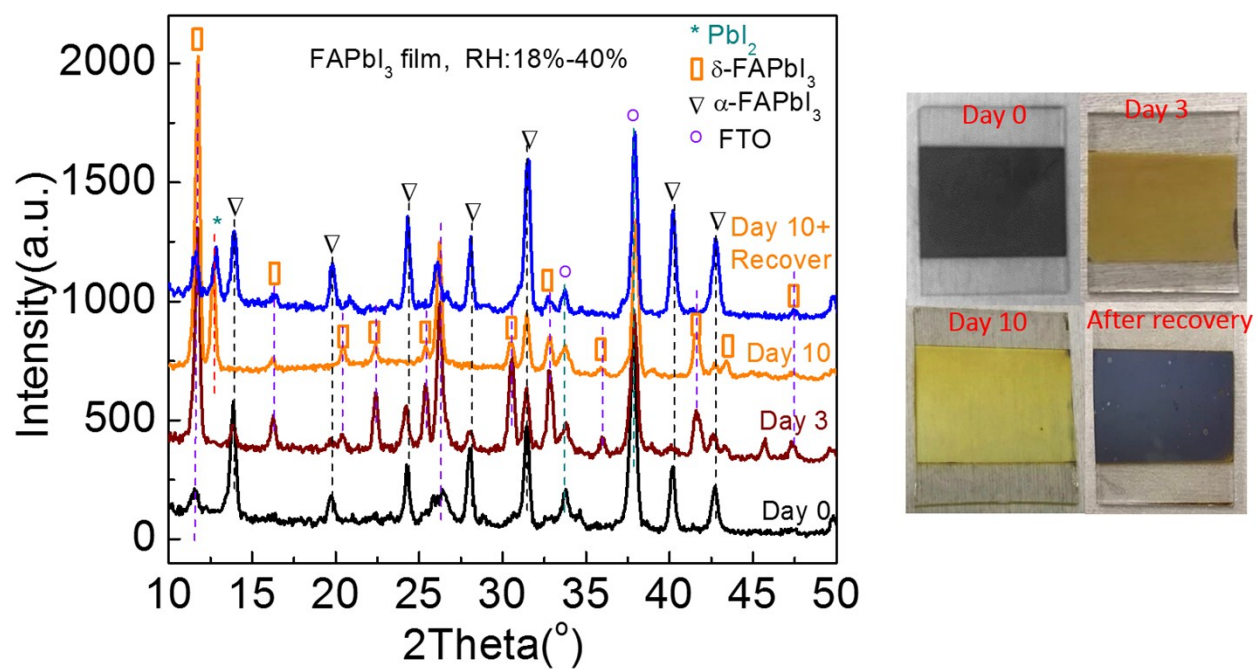 FAPbI₃ film, RH:18%-40%
* PbI₂
δ-FAPbI₃
α-FAPbI₃
FTO
Intensity(a.u.)
2000
1500
1000
500
0
*
Day 10+
Recover
Day 10
Day 3
Day 0
10 15 20 25 30 35 40 45 50
2Theta(°)
Day 0
Day 3
Day 10
After recovery